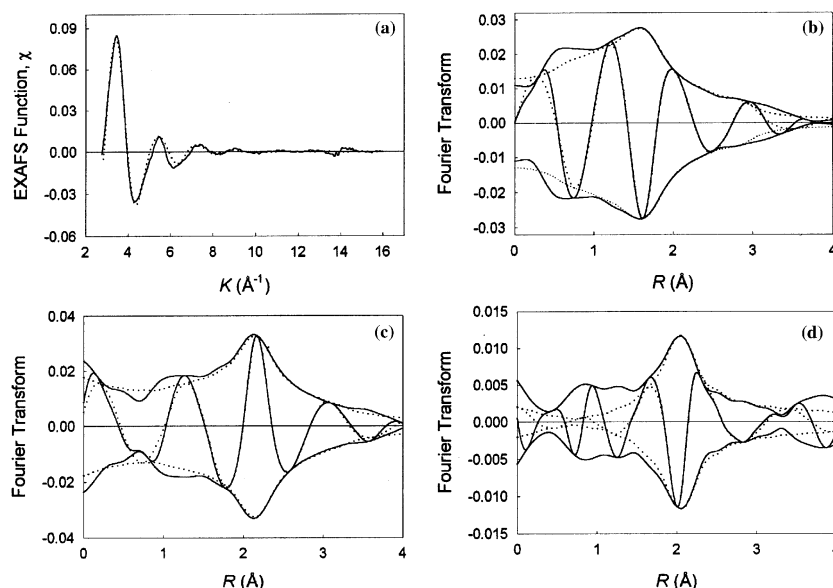 (a)
EXAFS Function, χ
0.09
0.06
0.03
0.00
-0.03
-0.06
2 4 6 8 10 12 14 16
K (Å⁻¹)
(b)
Fourier Transform
0.03
0.02
0.01
0.00
-0.01
-0.02
-0.03
0 1 2 3 4
R (Å)
(c)
Fourier Transform
0.04
0.02
0.00
-0.02
-0.04
0 1 2 3 4
R (Å)
(d)
Fourier Transform
0.015
0.010
0.005
0.000
-0.005
-0.010
-0.015
0 1 2 3 4
R (Å)